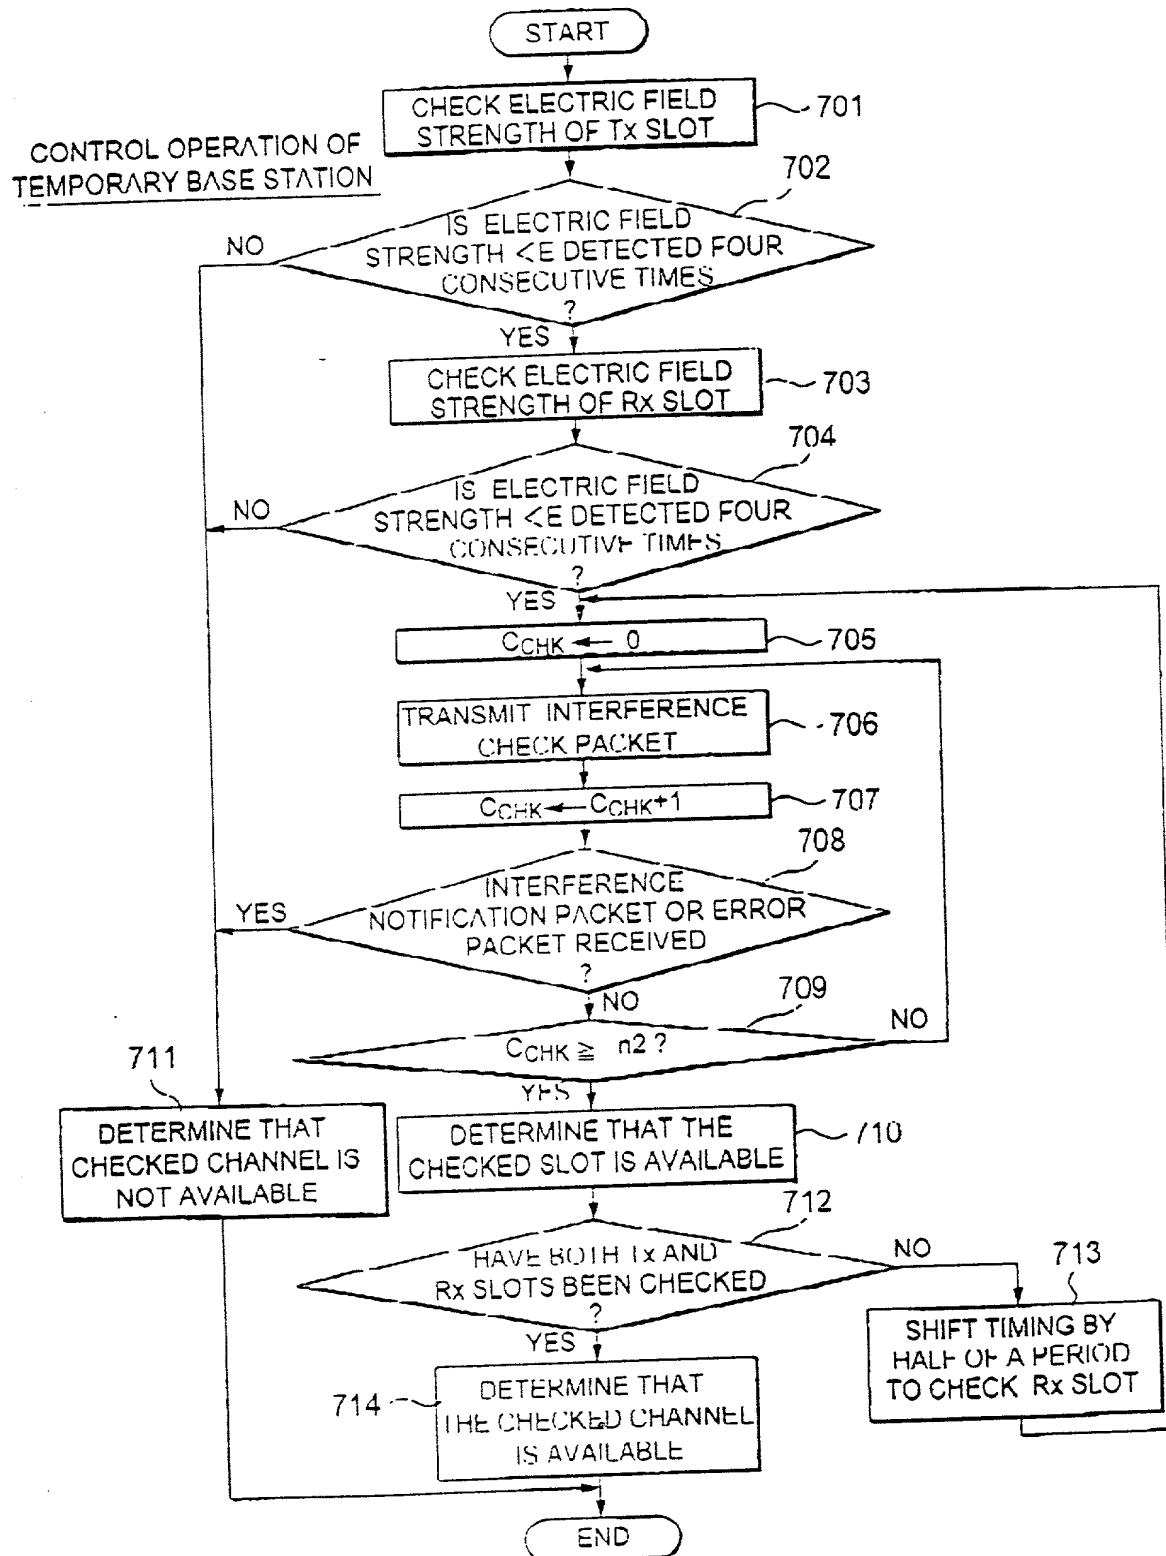 START
CHECK ELECTRIC FIELD
STRENGTH OF Tx SLOT
701
CONTROL OPERATION OF
TEMPORARY BASE STATION
702
IS ELECTRIC FIELD
STRENGTH <E DETECTED FOUR
CONSECUTIVE TIMES
?
NO
YES
CHECK ELECTRIC FIELD
STRENGTH OF Rx SLOT
703
704
IS ELECTRIC FIELD
STRENGTH <E DETECTED FOUR
CONSECUTIVE TIMES
?
NO
YES
CCHK ← 0
705
TRANSMIT INTERFERENCE
CHECK PACKET
706
CCHK ← CCHK+1
707
708
INTERFERENCE
NOTIFICATION PACKET OR ERROR
PACKET RECEIVED
?
YES
NO
709
CCHK ≧ n2 ?
NO
YES
711
DETERMINE THAT
CHECKED CHANNEL IS
NOT AVAILABLE
DETERMINE THAT THE
CHECKED SLOT IS AVAILABLE
710
712
HAVE BOTH Tx AND
Rx SLOTS BEEN CHECKED
?
NO
YES
713
SHIFT TIMING BY
HALF OF A PERIOD
TO CHECK Rx SLOT
714
DETERMINE THAT
THE CHECKED CHANNEL
IS AVAILABLE
END